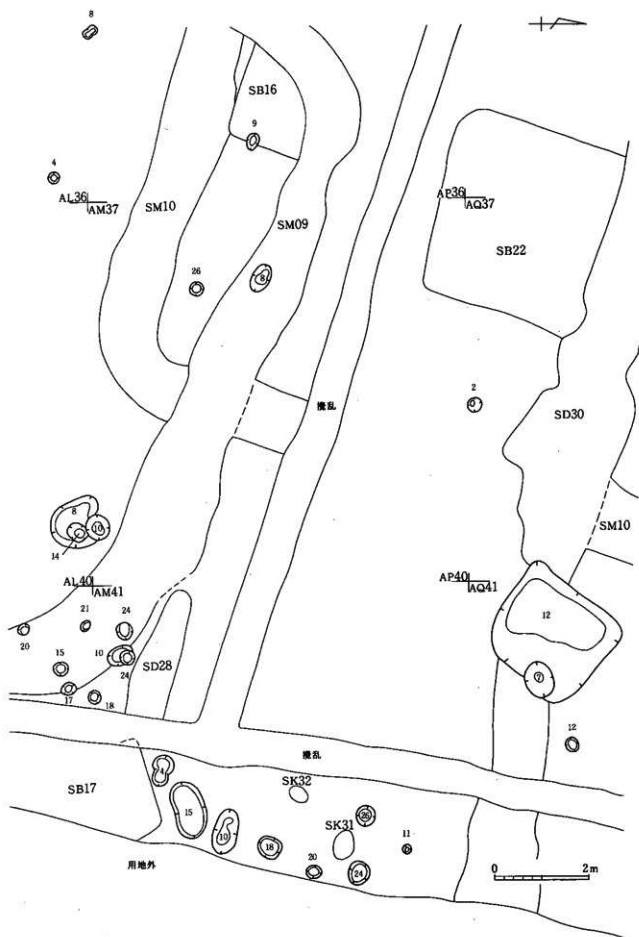 8
SB16
9
4
AL36
AM37
SM10
SM09
AP36
AQ37
SB22
26
8
2
攪乱
SD30
SM10
8
10
14
AL40
AM41
AP40
AQ41
12
20
21
24
15
10
24
17
18
SD28
7
12
攪乱
SB17
4
SK32
15
26
10
SK31
18
11
20
24
用地外
0
2m